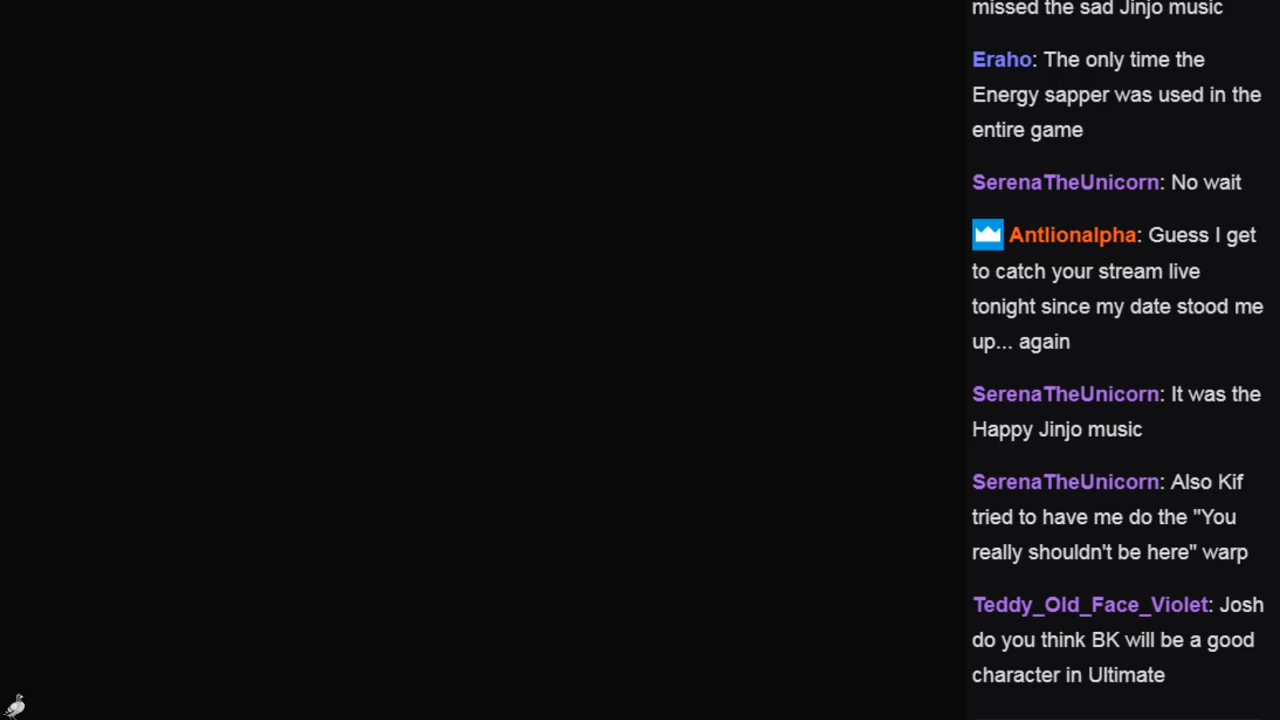 missed the sad Jinjo music
Eraho: The only time the
Energy sapper was used in the
entire game
SerenaTheUnicorn: No wait
Antlionalpha: Guess I get
to catch your stream live
tonight since my date stood me
up... again
SerenaTheUnicorn: It was the
Happy Jinjo music
SerenaTheUnicorn: Also Kif
tried to have me do the "You
really shouldn't be here" warp
Teddy_Old_Face_Violet: Josh
do you think BK will be a good
character in Ultimate